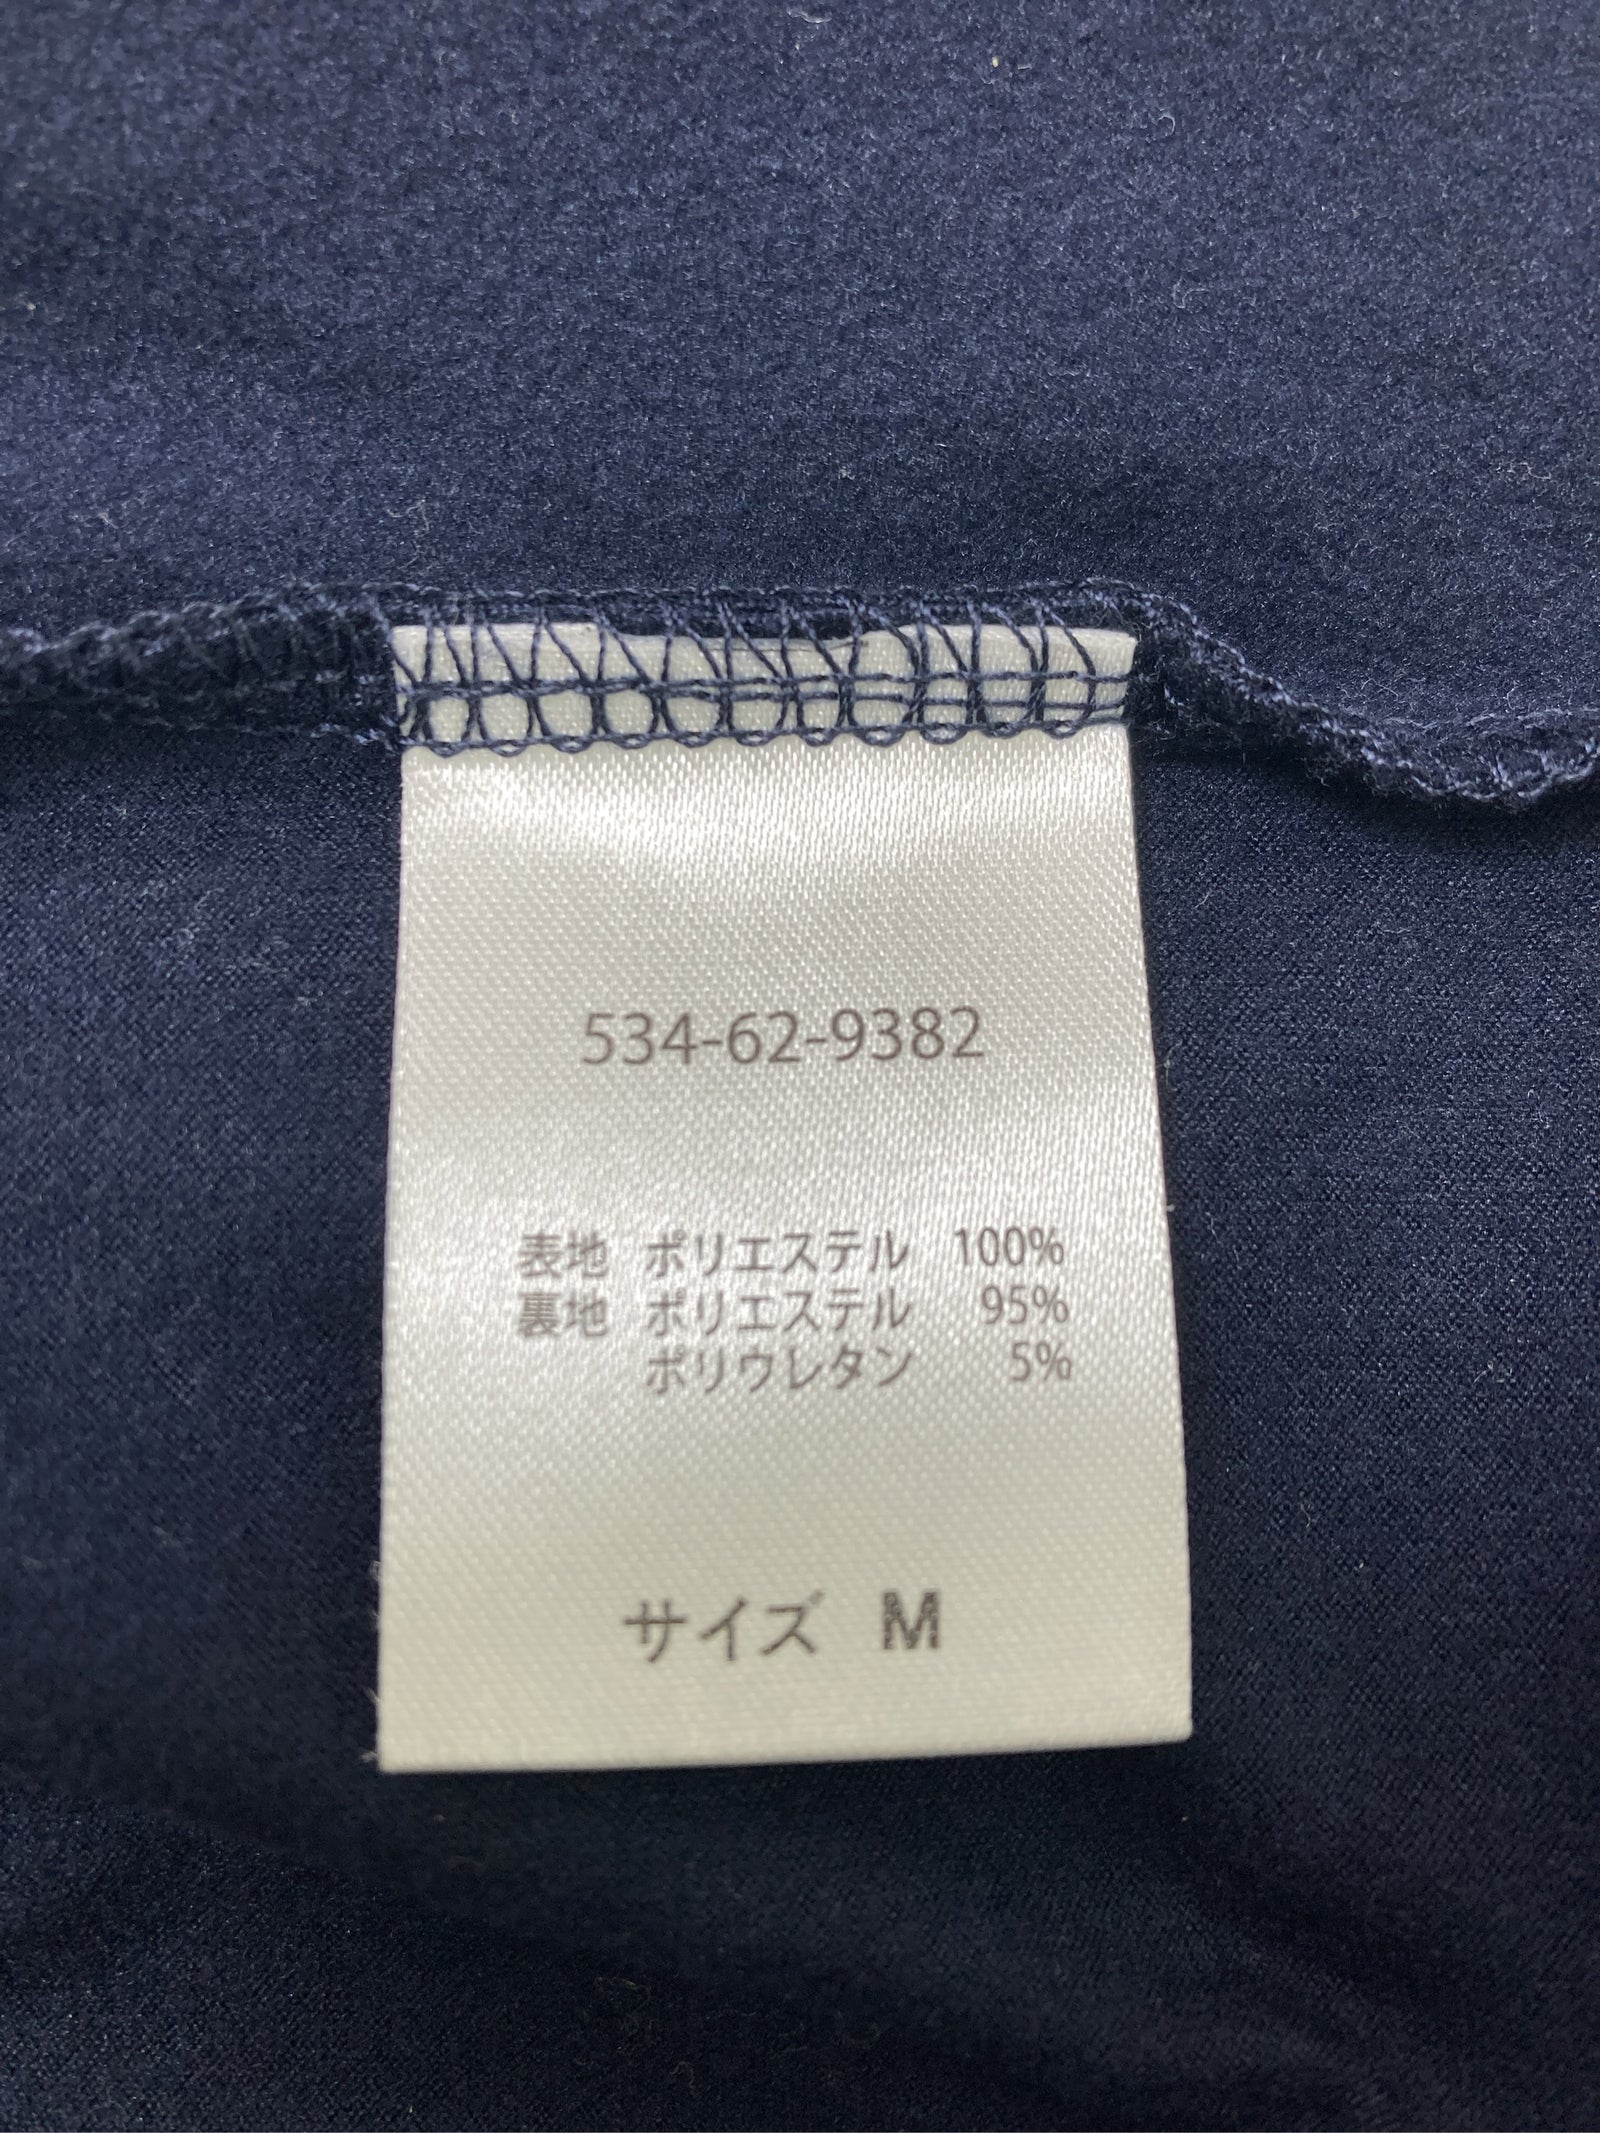 534-62-9382
表地 ポリエステル 100%
裏地 ポリエステル 95%
ポリウレタン 5%
サイズ M